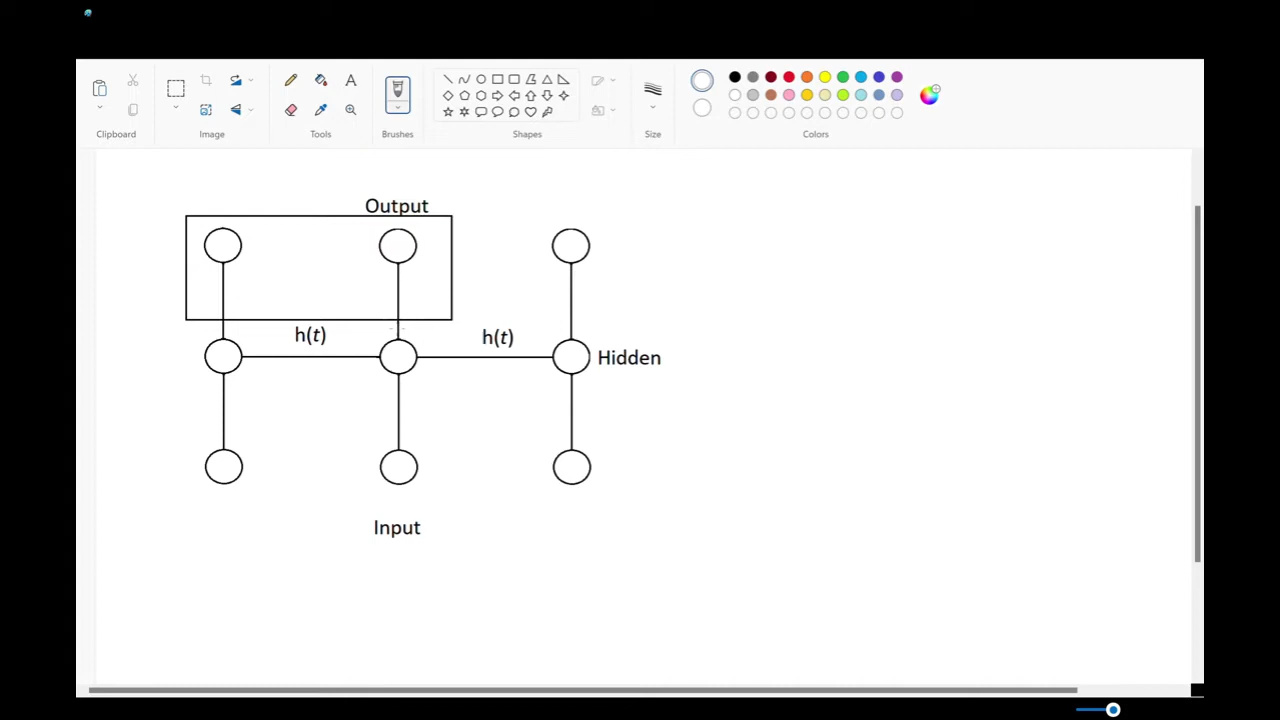 Clipboard
Image
Tools
Brushes
Shapes
Size
Colors
A
Output
h(t)
h(t)
Hidden
Input